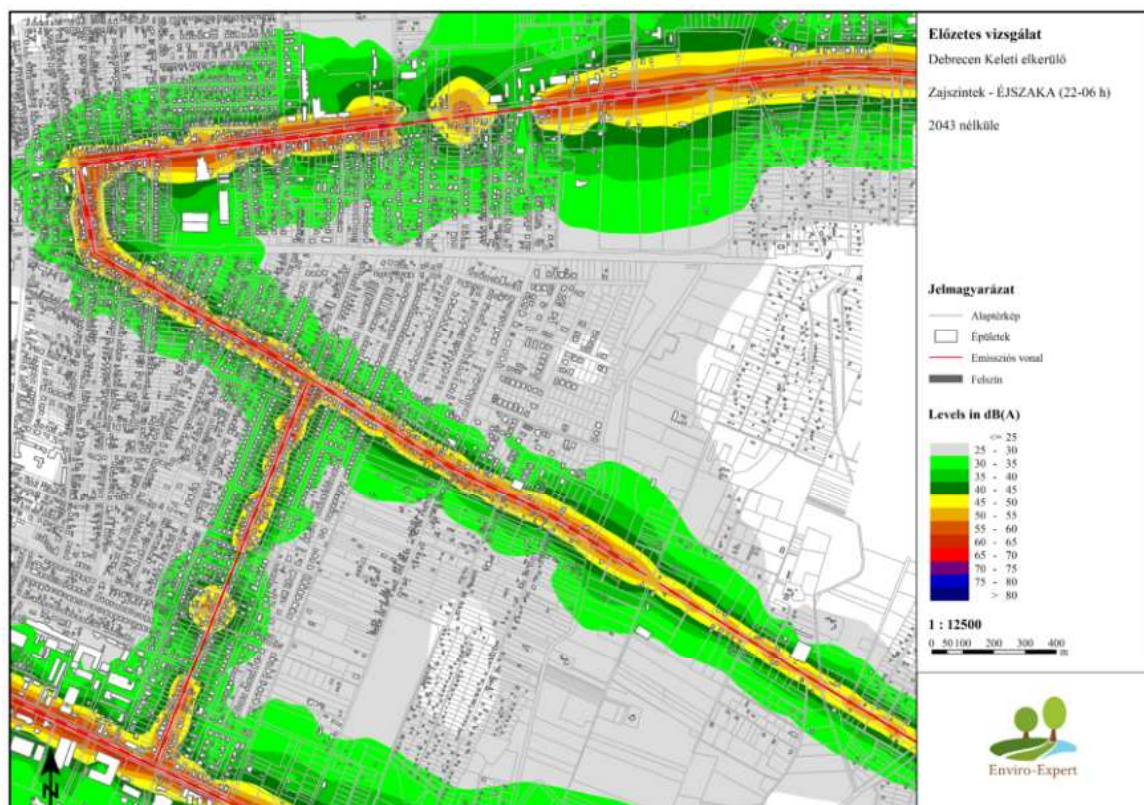 Előzetes vizsgálat
Debrecen Keleti elkerülő
Zajszintek - ÉJSZAKA (22-06 h)
2043 nélküle
Jelmagyarázat
Alaptérkép
Épületek
Emissziós vonal
Felszín
Levels in dB(A)
<= 25
25 - 30
30 - 35
35 - 40
40 - 45
45 - 50
50 - 55
55 - 60
60 - 65
65 - 70
70 - 75
75 - 80
> 80
1 : 12500
0 50 100 200 300 400 m
Enviro-Expert
N